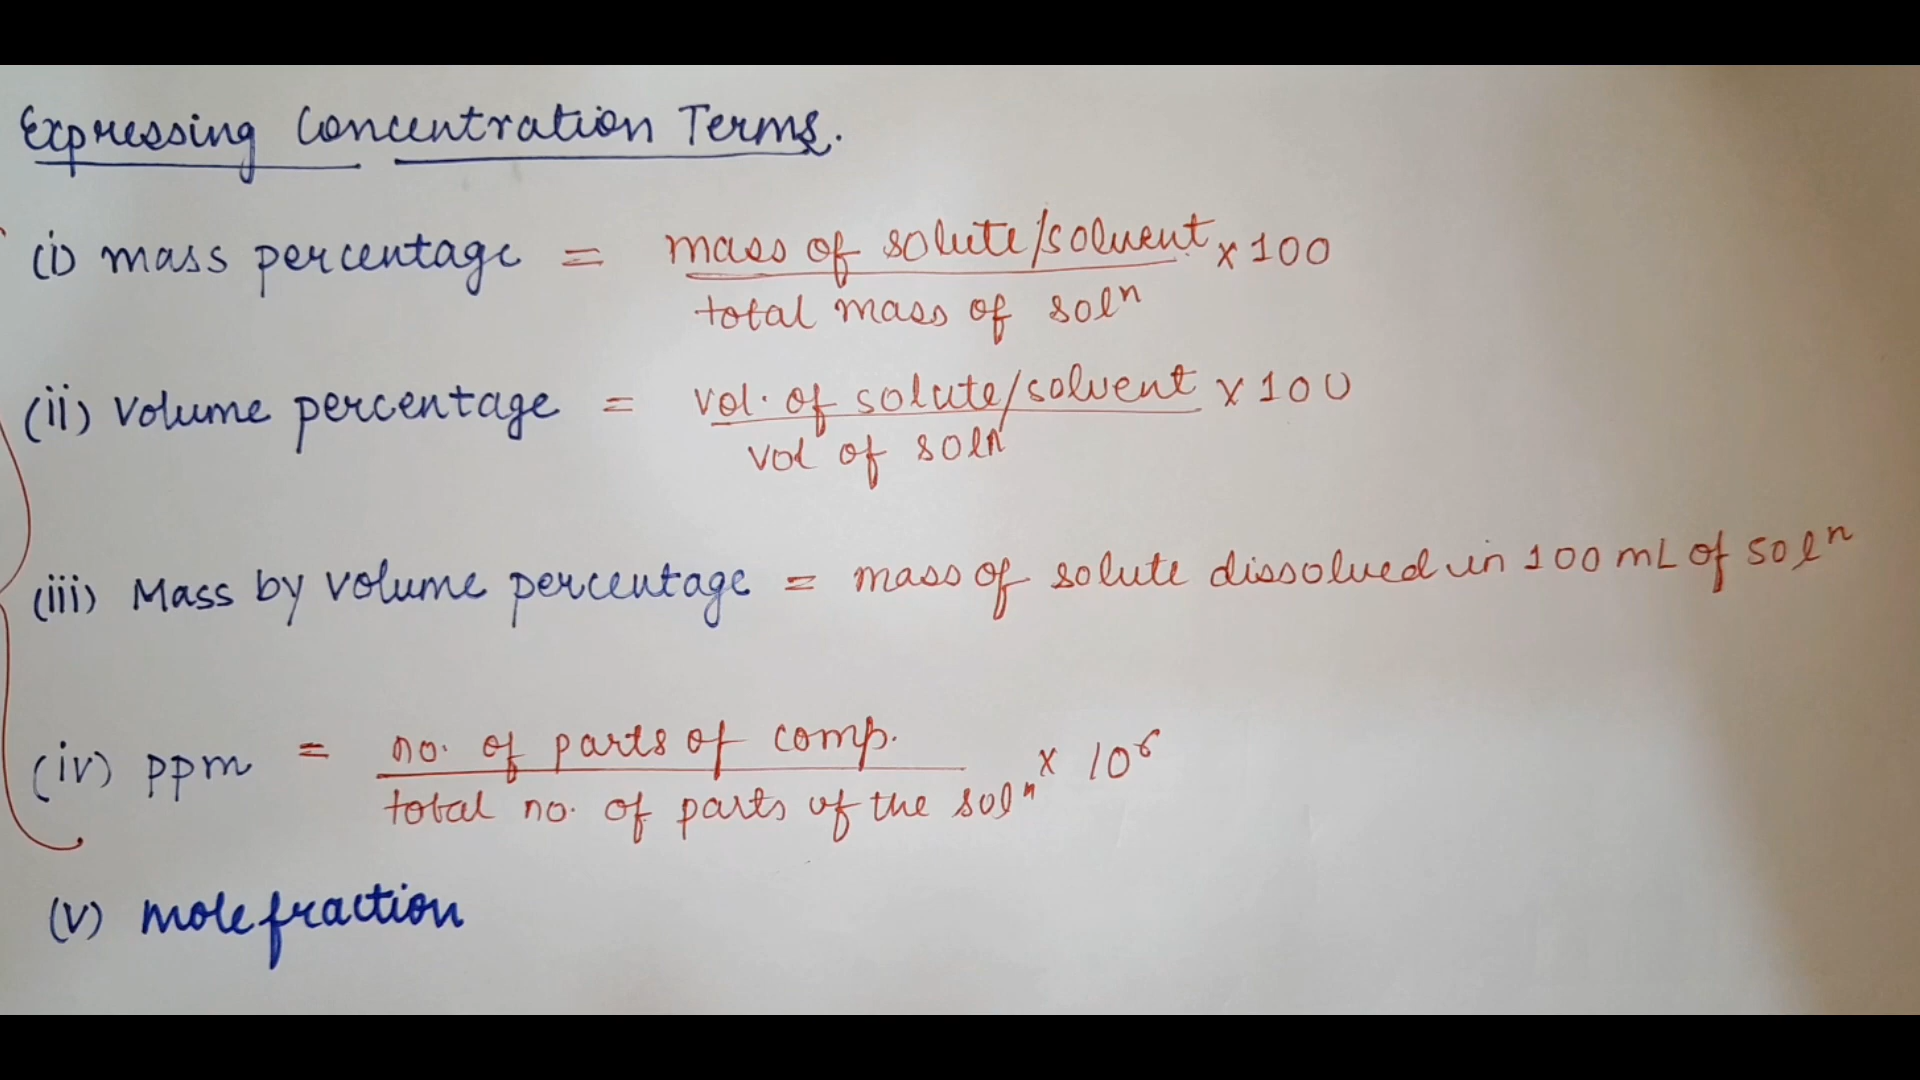 Expressing Concentration Terms.
(i) mass percentage = mass of solute/solvent x 100
total mass of solⁿ
(ii) Volume percentage = vol. of solute/solvent x 100
vol of solⁿ
(iii) Mass by volume percentage = mass of solute dissolved in 100 mL of solⁿ
(iv) ppm = no. of parts of comp. x 10⁶
total no. of parts of the solⁿ
(v) mole fraction